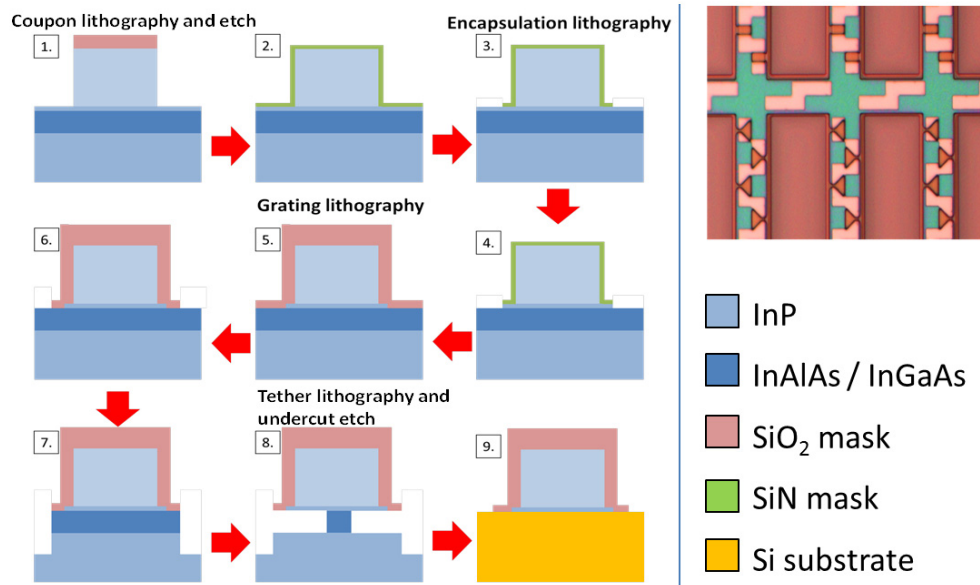 Coupon lithography and etch
Encapsulation lithography
1.
2.
3.
Grating lithography
6.
5.
4.
Tether lithography and
undercut etch
7.
8.
9.
InP
InAlAs / InGaAs
SiO₂ mask
SiN mask
Si substrate